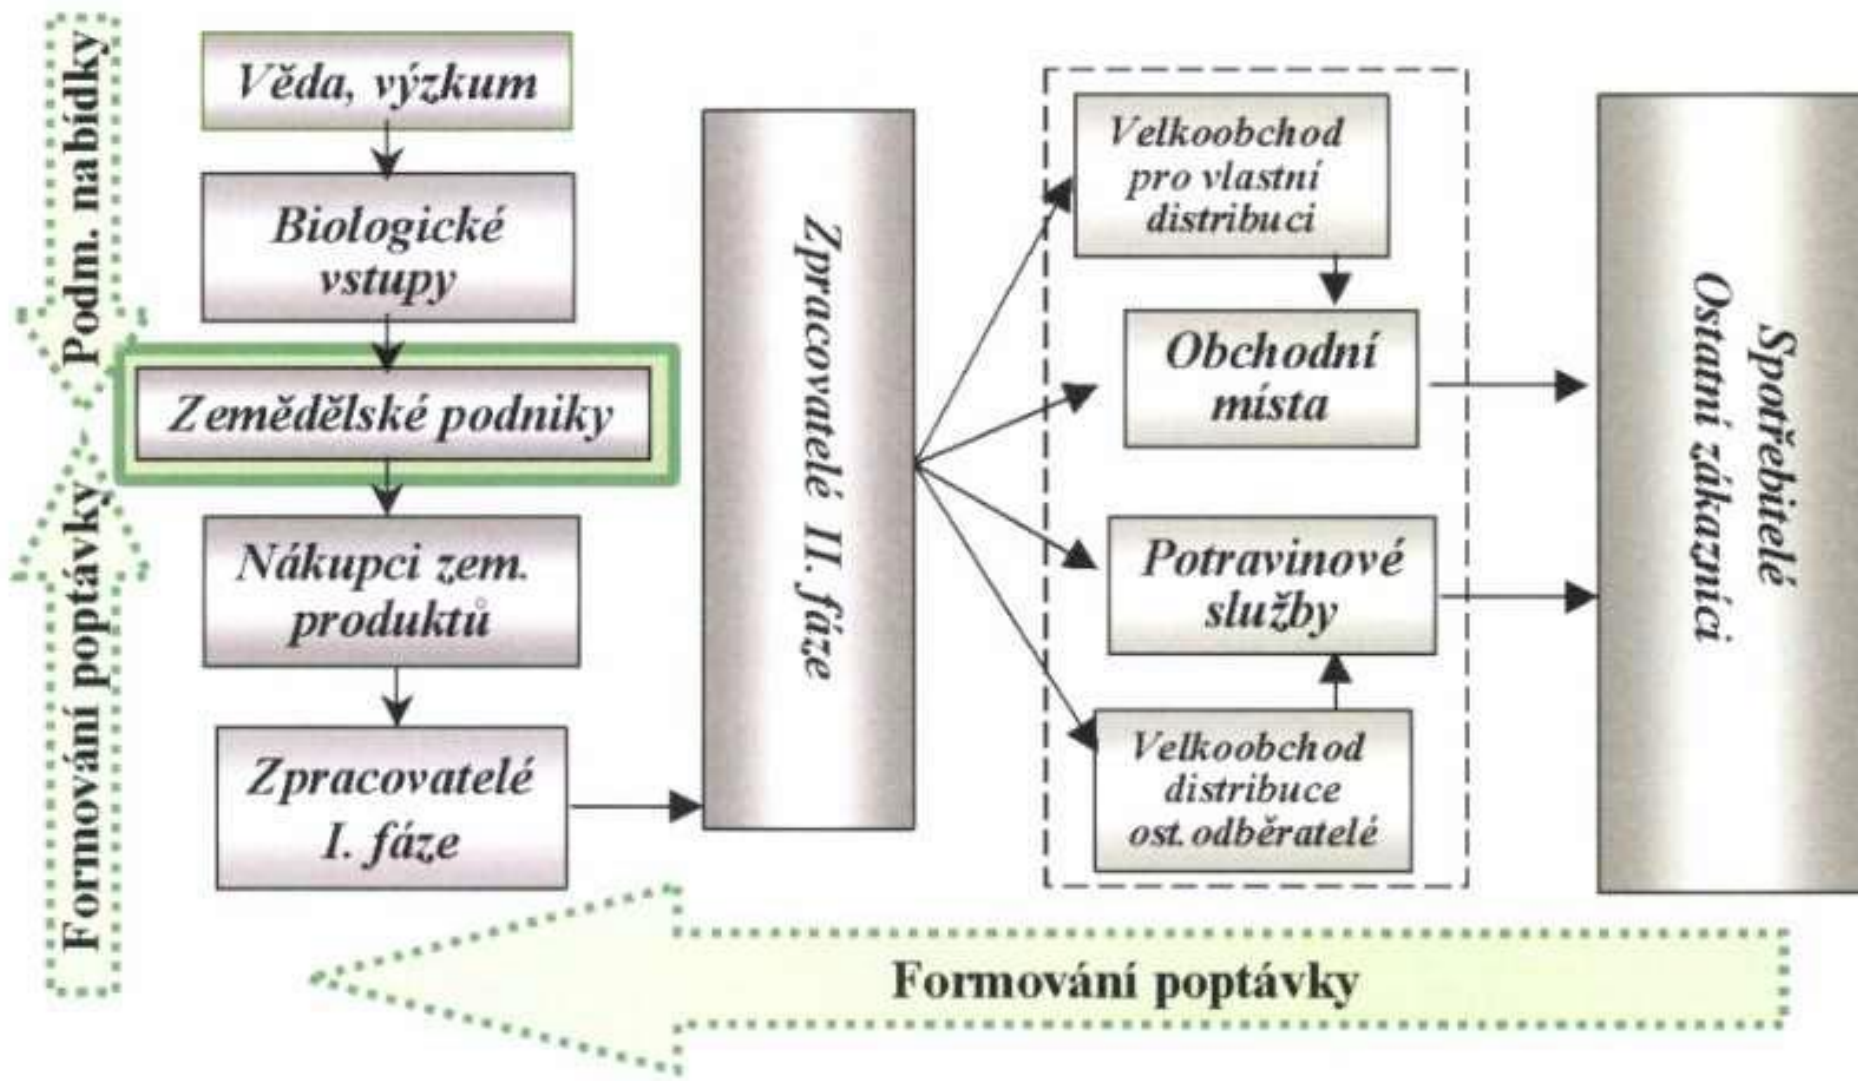 Podm. nabídky
Formování poptávky
Věda, výzkum
Biologické
vstupy
Zemědělské podniky
Nákupci zem.
produktů
Zpracovatelé
I. fáze
Zpracovatelé II. fáze
Velkoobchod
pro vlastní
distribuci
Obchodní
místa
Potravinové
služby
Velkoobchod
distribuce
ost.odběratelé
Spotřebitelé
Ostatní zákazníci
Formování poptávky